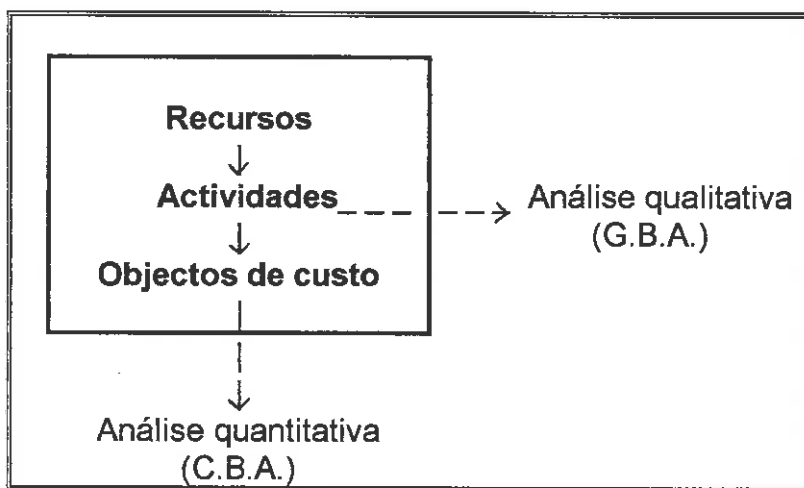 Recursos
Actividades
Análise qualitativa
(G.B.A.)
Objectos de custo
Análise quantitativa
(C.B.A.)